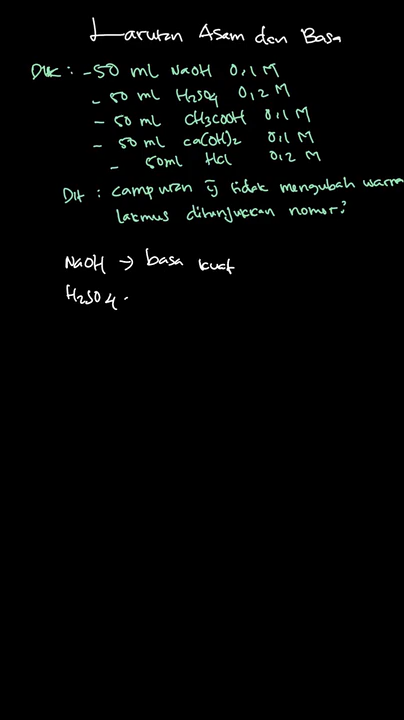 Larutan Asam dan Basa
Dik : - 50 ml NaOH 0,1 M
- 50 ml H2SO4 0,2 M
- 50 ml CH3COOH 0,1 M
- 50 ml Ca(OH)2 0,1 M
- 50ml HCl 0,2 M
Dit : campuran yg tidak mengubah warna
lakmus ditunjukkan nomor?
NaOH → basa kuat
H2SO4 -